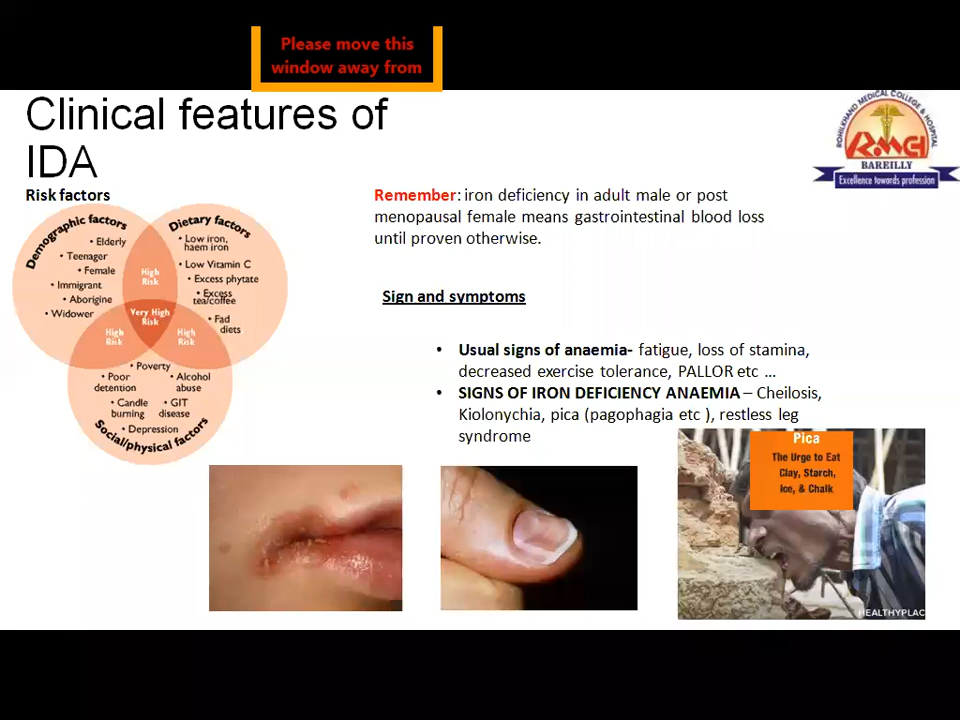 Please move this
window away from
Clinical features of
IDA
ROHILKHAND MEDICAL COLLEGE & HOSPITAL
RMCH
BAREILLY
Excellence towards profession
Risk factors
Demographic factors
• Elderly
• Teenager
• Female
• Immigrant
• Aborigine
• Widower
High
Risk
Dietary factors
• Low iron,
haem iron
• Low Vitamin C
• Excess phytate
• Excess
tea/coffee
• Fad
diets
Very High
Risk
High
Risk
High
Risk
• Poverty
• Poor
detention
• Alcohol
abuse
• Candle
burning
• GIT
disease
• Depression
Social/physical factors
Remember: iron deficiency in adult male or post
menopausal female means gastrointestinal blood loss
until proven otherwise.
Sign and symptoms
• Usual signs of anaemia- fatigue, loss of stamina,
decreased exercise tolerance, PALLOR etc ...
• SIGNS OF IRON DEFICIENCY ANAEMIA – Cheilosis,
Kiolonychia, pica (pagophagia etc ), restless leg
syndrome
Pica
The Urge to Eat
Clay, Starch,
Ice, & Chalk
HEALTHYPLAC